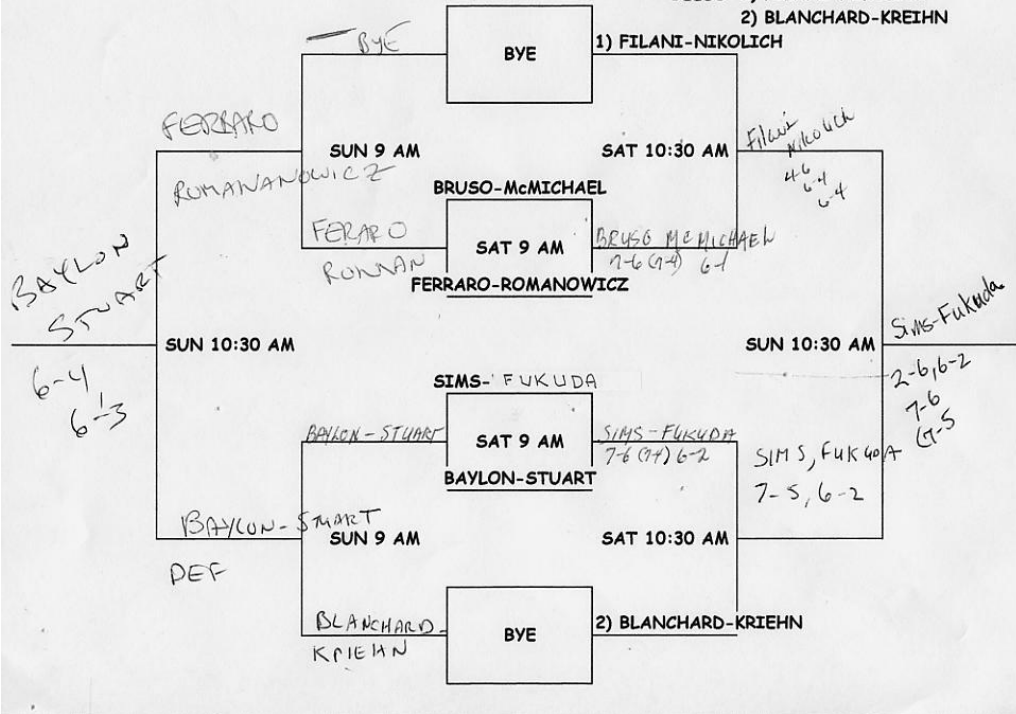 2) BLANCHARD-KREIHN
BYE
BYE
1) FILANI-NIKOLICH
FERRARO
ROMANANOWICZ
SUN 9 AM
SAT 10:30 AM
Filani
Nikolich
4-6
6-4
6-4
BRUSO-McMICHAEL
FERARO
ROMAN
SAT 9 AM
BRUSO MCMICHAEL
7-6 (7-4) 6-1
FERRARO-ROMANOWICZ
BAYLON
STUART
6-4
6-3
SUN 10:30 AM
SUN 10:30 AM
Sims-Fukuda
2-6, 6-2
7-6
(7-5
SIMS-FUKUDA
BAYLON-STUART
SAT 9 AM
SIMS-FUKUDA
7-6 (7-4) 6-2
BAYLON-STUART
SIMS, FUKUDA
7-5, 6-2
BAYLON-STUART
DEF
SUN 9 AM
SAT 10:30 AM
BLANCHARD-
KRIEHN
BYE
2) BLANCHARD-KRIEHN